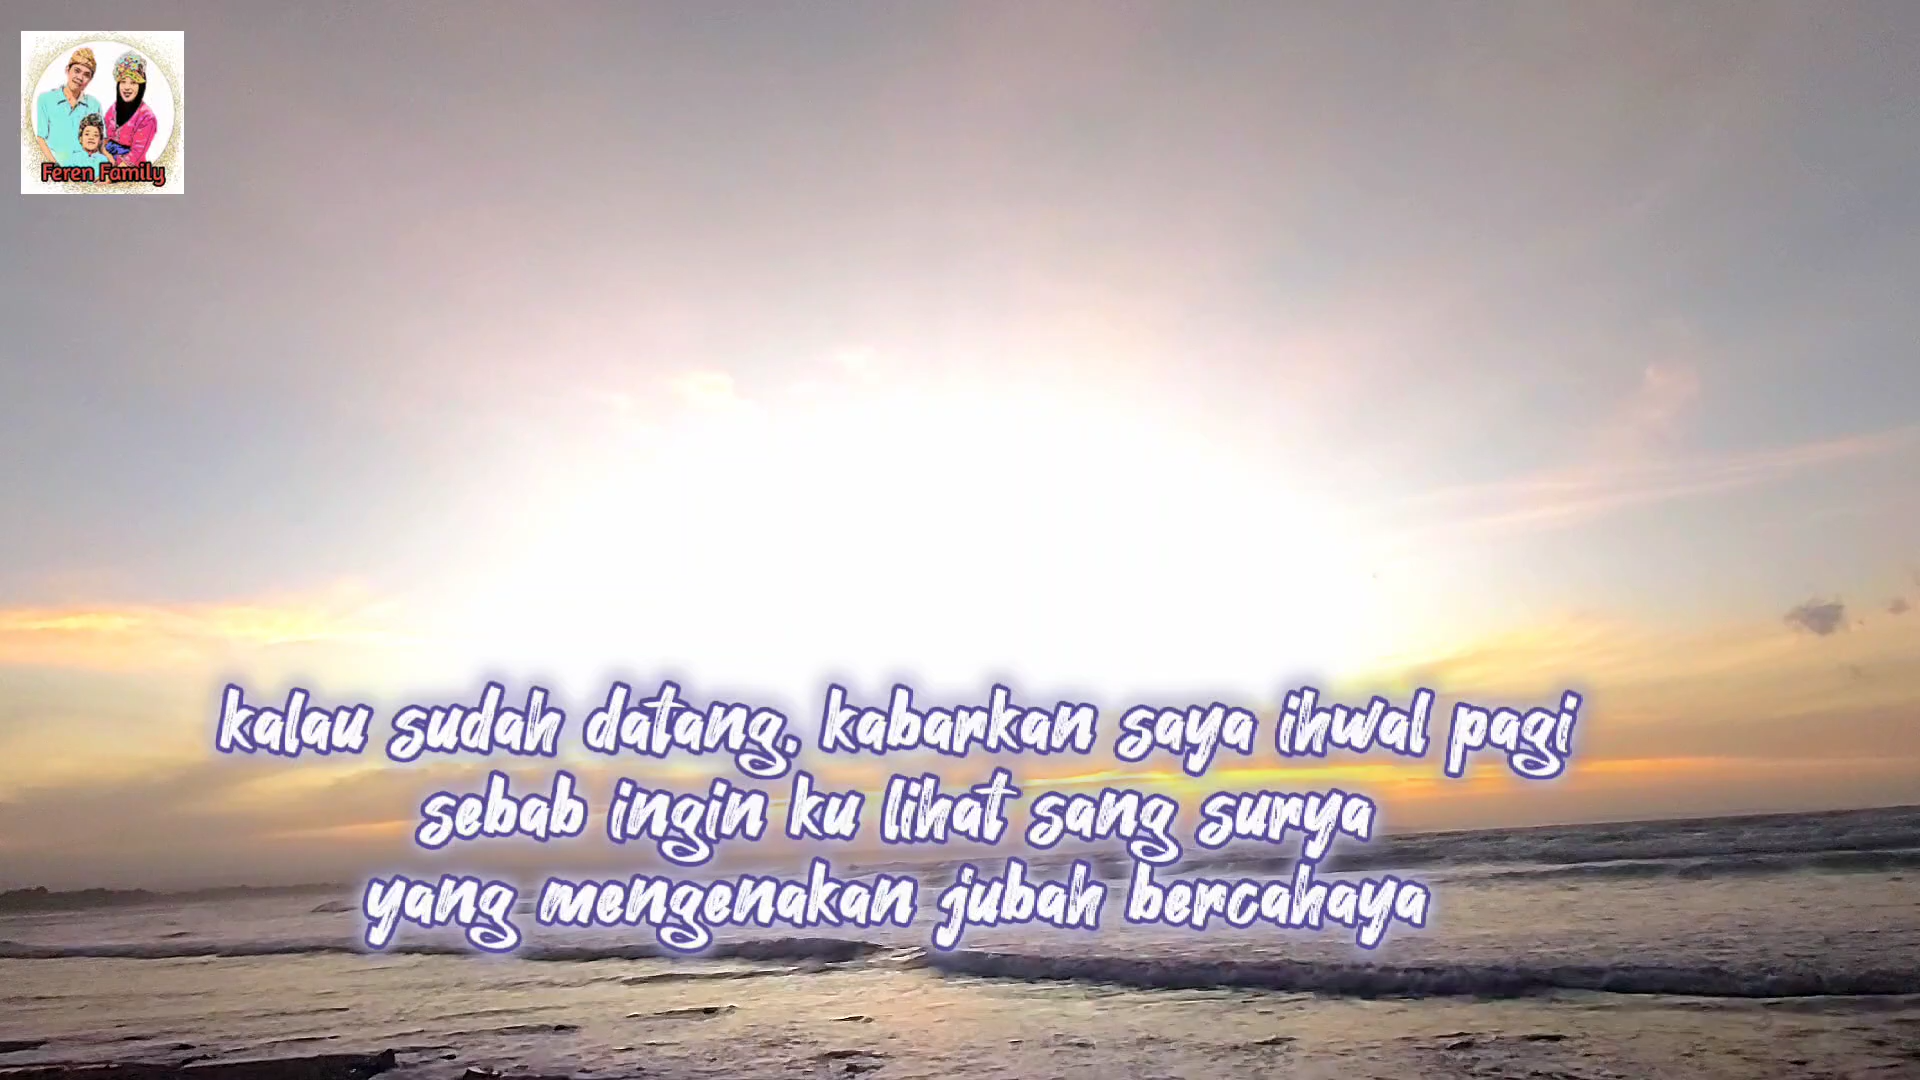 Feren Family
kalau sudah datang, kabarkan saya ihwal pagi
sebab ingin ku lihat sang surya
yang mengenakan jubah bercahaya